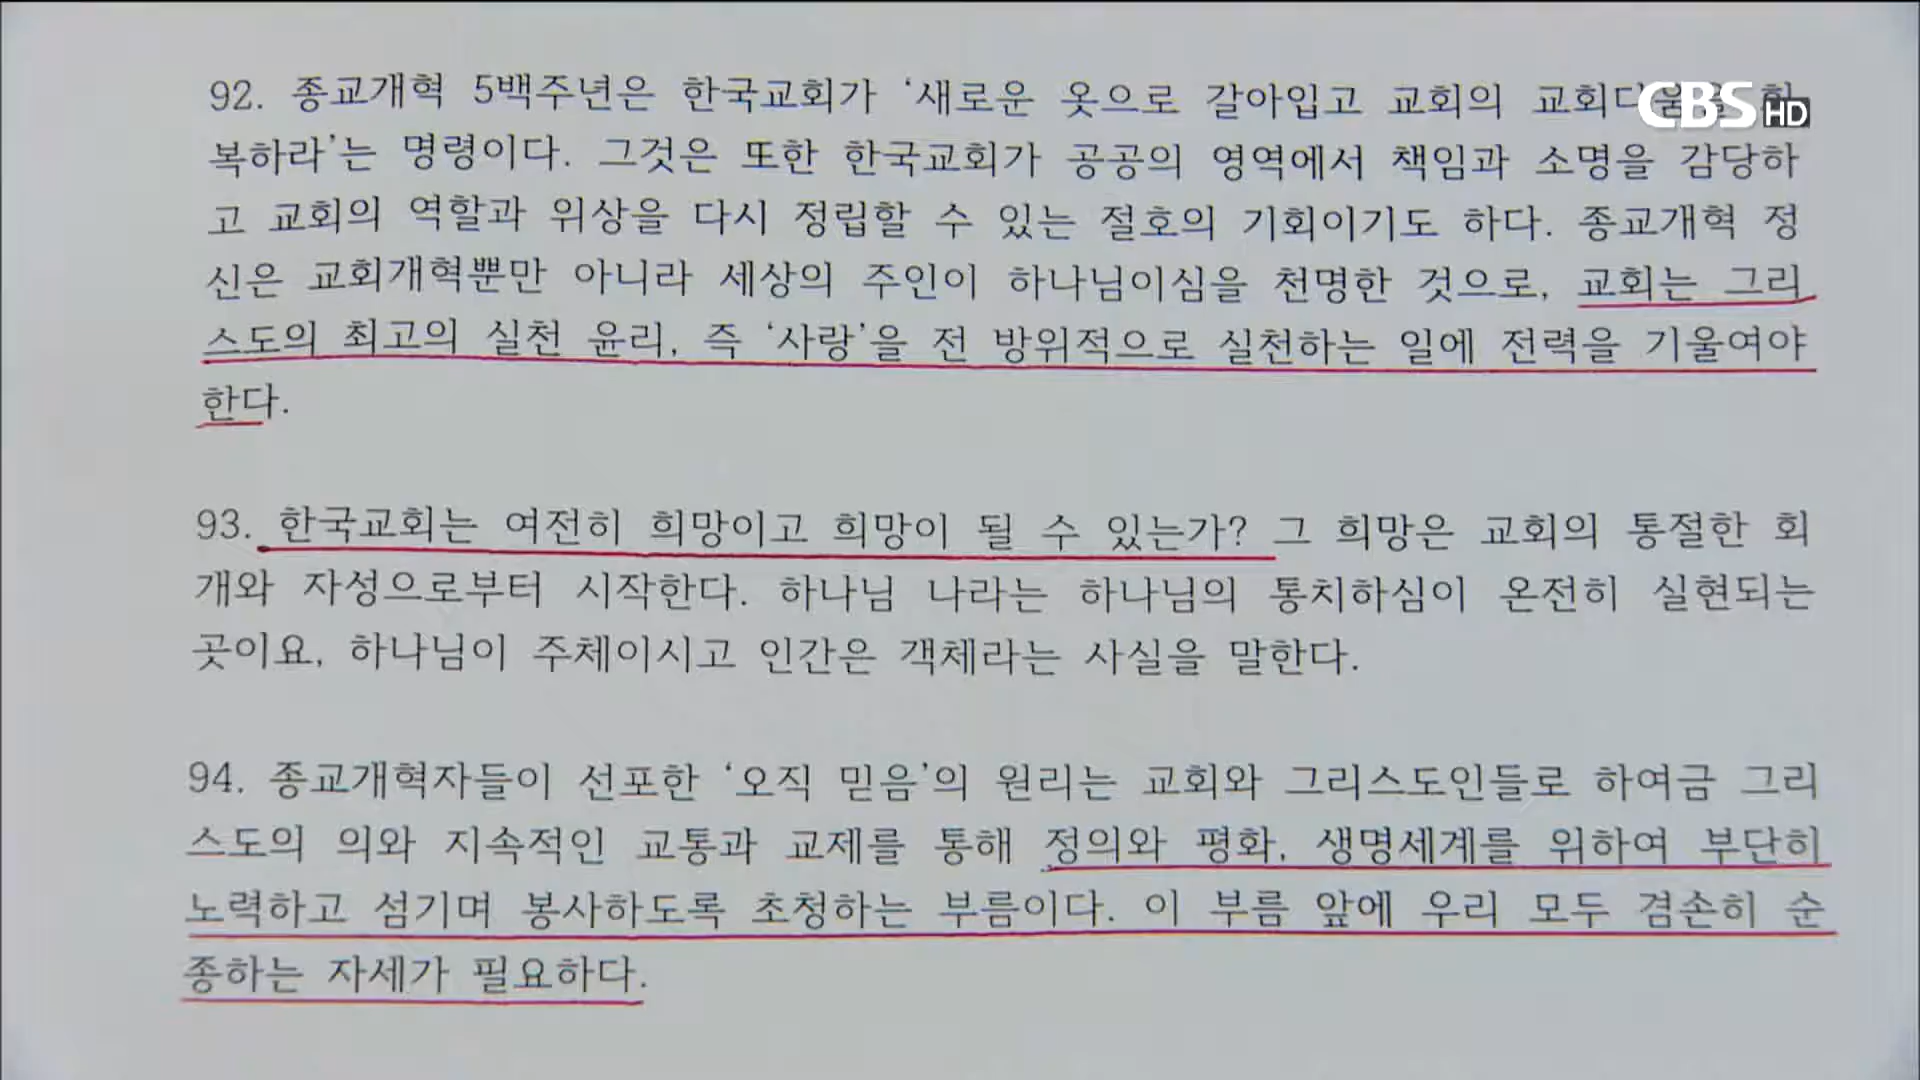 92. 종교개혁 5백주년은 한국교회가 ‘새로운 옷으로 갈아입고 교회의
CBS HD
복하라’는 명령이다. 그것은 또한 한국교회가 공공의 영역에서 책임과 소명을 감당하
고 교회의 역할과 위상을 다시 정립할 수 있는 절호의 기회이기도 하다. 종교개혁 정
신은 교회개혁뿐만 아니라 세상의 주인이 하나님이심을 천명한 것으로, 교회는 그리
스도의 최고의 실천 윤리, 즉 ‘사랑’을 전 방위적으로 실천하는 일에 전력을 기울여야
한다.
93. 한국교회는 여전히 희망이고 희망이 될 수 있는가? 그 희망은 교회의 통절한 회
개와 자성으로부터 시작한다. 하나님 나라는 하나님의 통치하심이 온전히 실현되는
곳이요, 하나님이 주체이시고 인간은 객체라는 사실을 말한다.
94. 종교개혁자들이 선포한 ‘오직 믿음’의 원리는 교회와 그리스도인들로 하여금 그리
스도의 의와 지속적인 교통과 교제를 통해 정의와 평화, 생명세계를 위하여 부단히
노력하고 섬기며 봉사하도록 초청하는 부름이다. 이 부름 앞에 우리 모두 겸손히 순
종하는 자세가 필요하다.